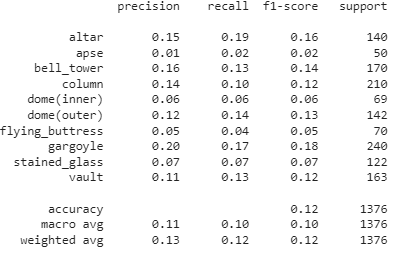 precision recall f1-score support
altar 0.15 0.19 0.16 140
apse 0.01 0.02 0.02 50
bell_tower 0.16 0.13 0.14 170
column 0.14 0.10 0.12 210
dome(inner) 0.06 0.06 0.06 69
dome(outer) 0.12 0.14 0.13 142
flying_buttress 0.05 0.04 0.05 70
gargoyle 0.20 0.17 0.18 240
stained_glass 0.07 0.07 0.07 122
vault 0.11 0.13 0.12 163
accuracy 0.12 1376
macro avg 0.11 0.10 0.10 1376
weighted avg 0.13 0.12 0.12 1376